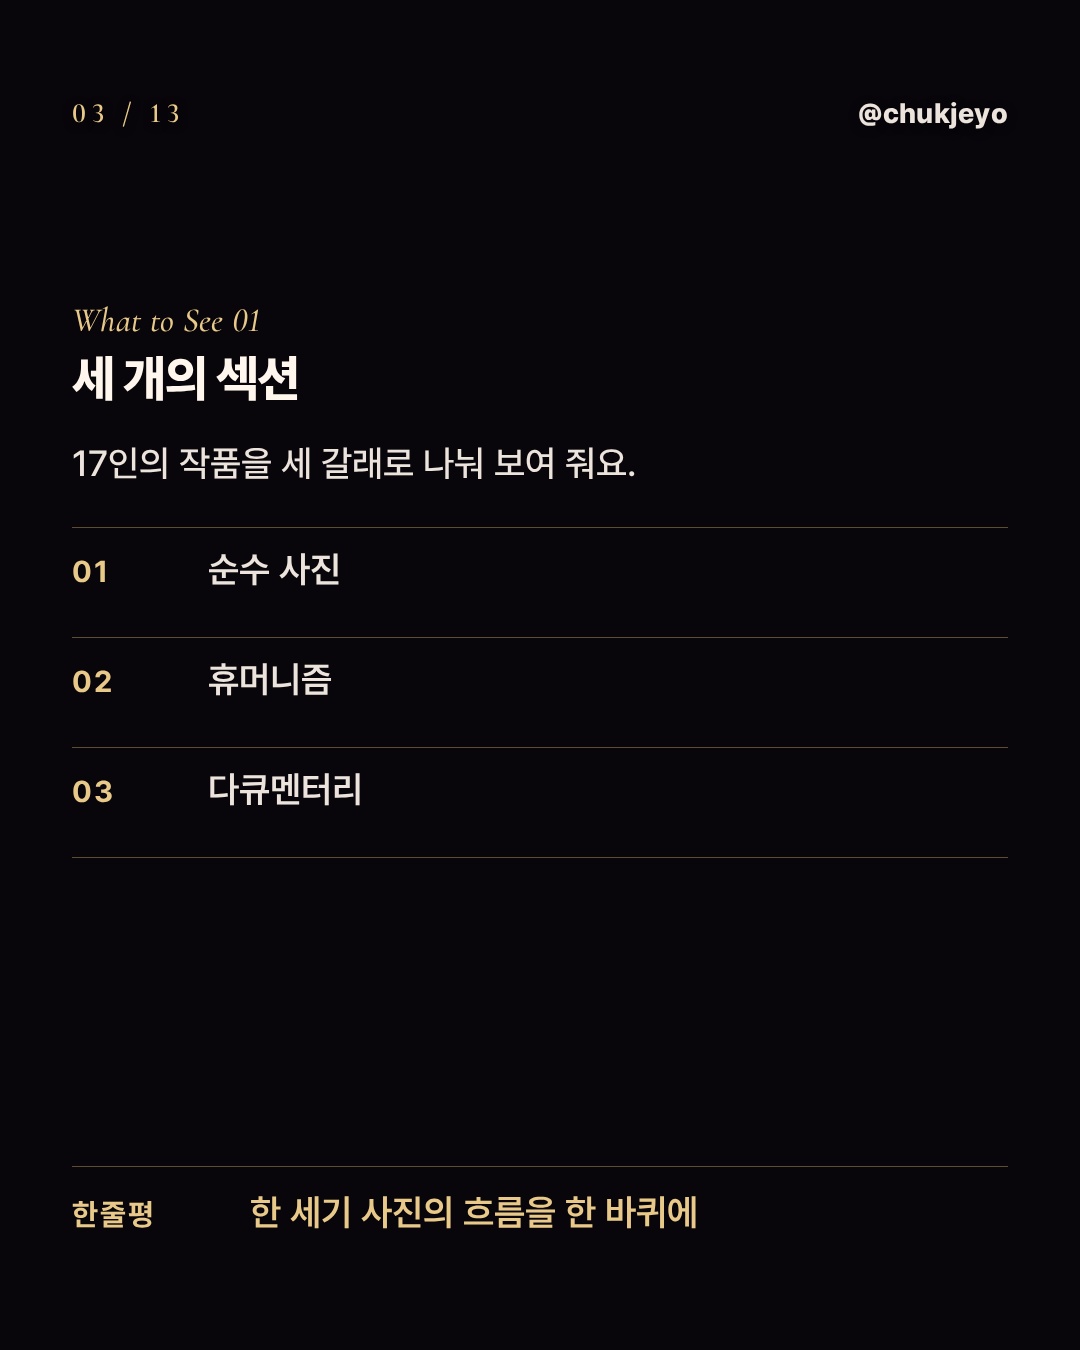 03 / 13
@chukjeyo
What to See 01
세 개의 섹션
17인의 작품을 세 갈래로 나눠 보여 줘요.
01 순수 사진
02 휴머니즘
03 다큐멘터리
한줄평 한 세기 사진의 흐름을 한 바퀴에